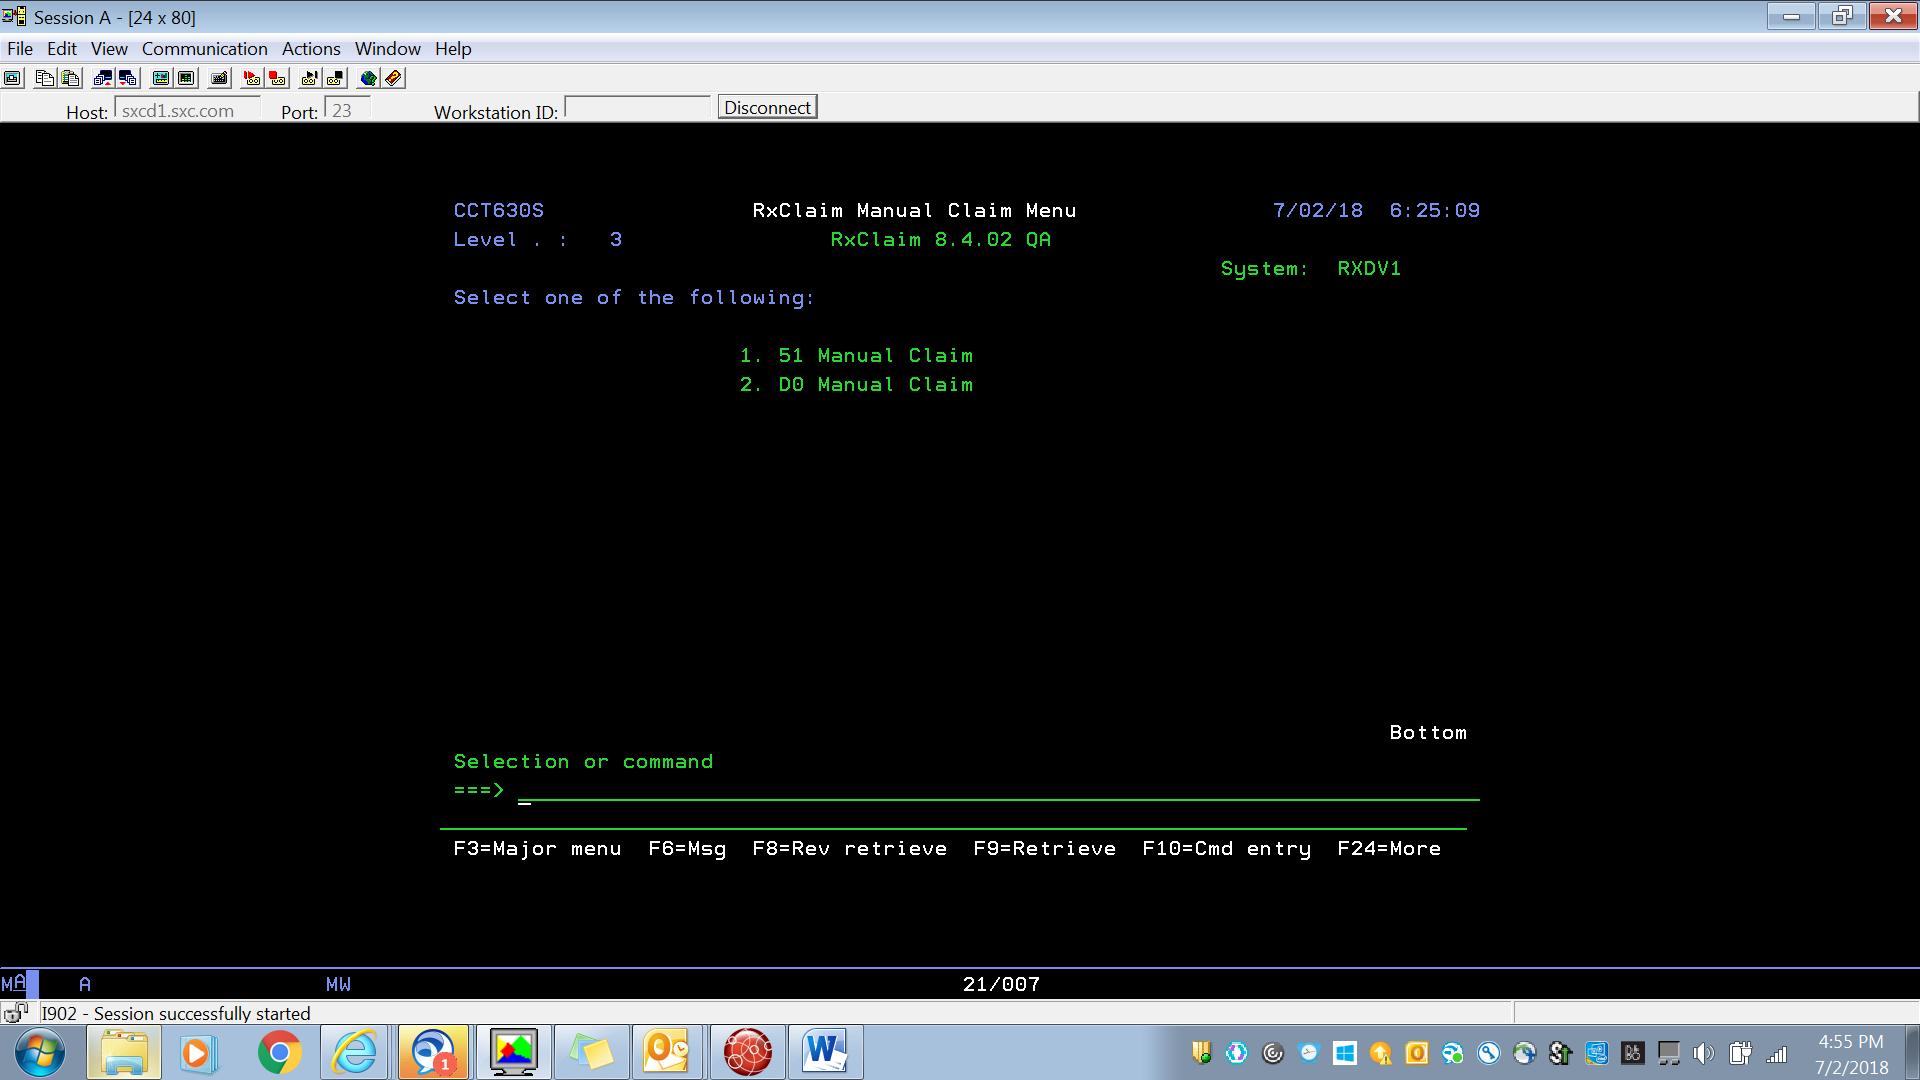 Session A - [24 x 80]
File Edit View Communication Actions Window Help
Host: sxcd1.sxc.com Port: 23 Workstation ID: Disconnect
CCT630S RxClaim Manual Claim Menu 7/02/18 6:25:09
Level . : 3 RxClaim 8.4.02 QA
System: RXDV1
Select one of the following:
1. 51 Manual Claim
2. D0 Manual Claim
Bottom
Selection or command
===>
F3=Major menu F6=Msg F8=Rev retrieve F9=Retrieve F10=Cmd entry F24=More
MA A MW 21/007
I902 - Session successfully started
1
4:55 PM
7/2/2018